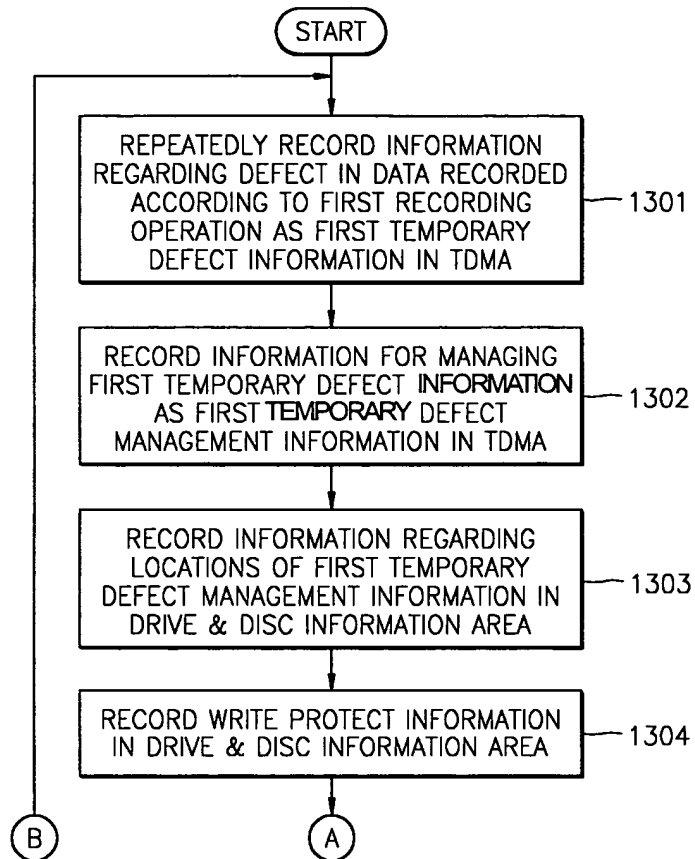 START
REPEATEDLY RECORD INFORMATION
REGARDING DEFECT IN DATA RECORDED
ACCORDING TO FIRST RECORDING
OPERATION AS FIRST TEMPORARY
DEFECT INFORMATION IN TDMA
1301
RECORD INFORMATION FOR MANAGING
FIRST TEMPORARY DEFECT INFORMATION
AS FIRST TEMPORARY DEFECT
MANAGEMENT INFORMATION IN TDMA
1302
RECORD INFORMATION REGARDING
LOCATIONS OF FIRST TEMPORARY
DEFECT MANAGEMENT INFORMATION IN
DRIVE & DISC INFORMATION AREA
1303
RECORD WRITE PROTECT INFORMATION
IN DRIVE & DISC INFORMATION AREA
1304
B
A